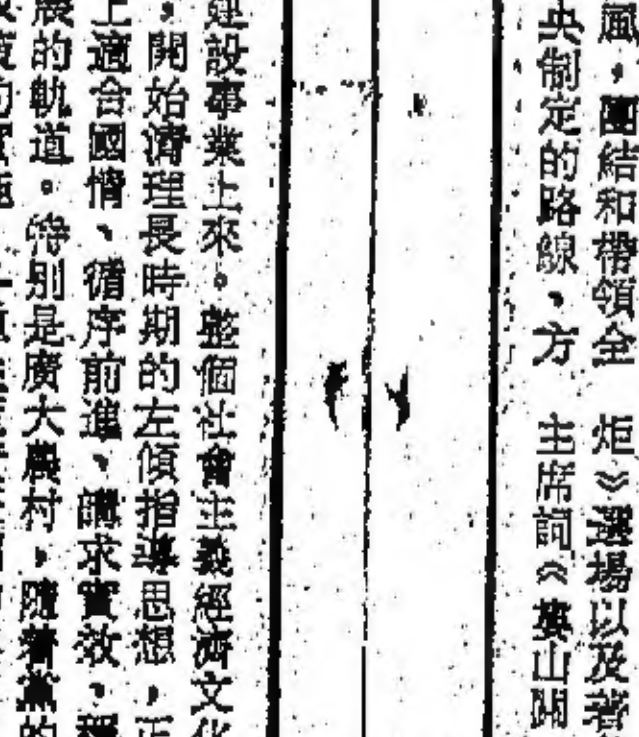 風，團結和帶領全
央制定的路線、方
炬》選場以及著
主席詞《婁山關
建設事業上來。整個社會主義經濟文化
，開始清理長時期的左傾指導思想，正
上適合國情、循序前進、講求實效、穩
展的軌道。特別是廣大農村，隨着黨的